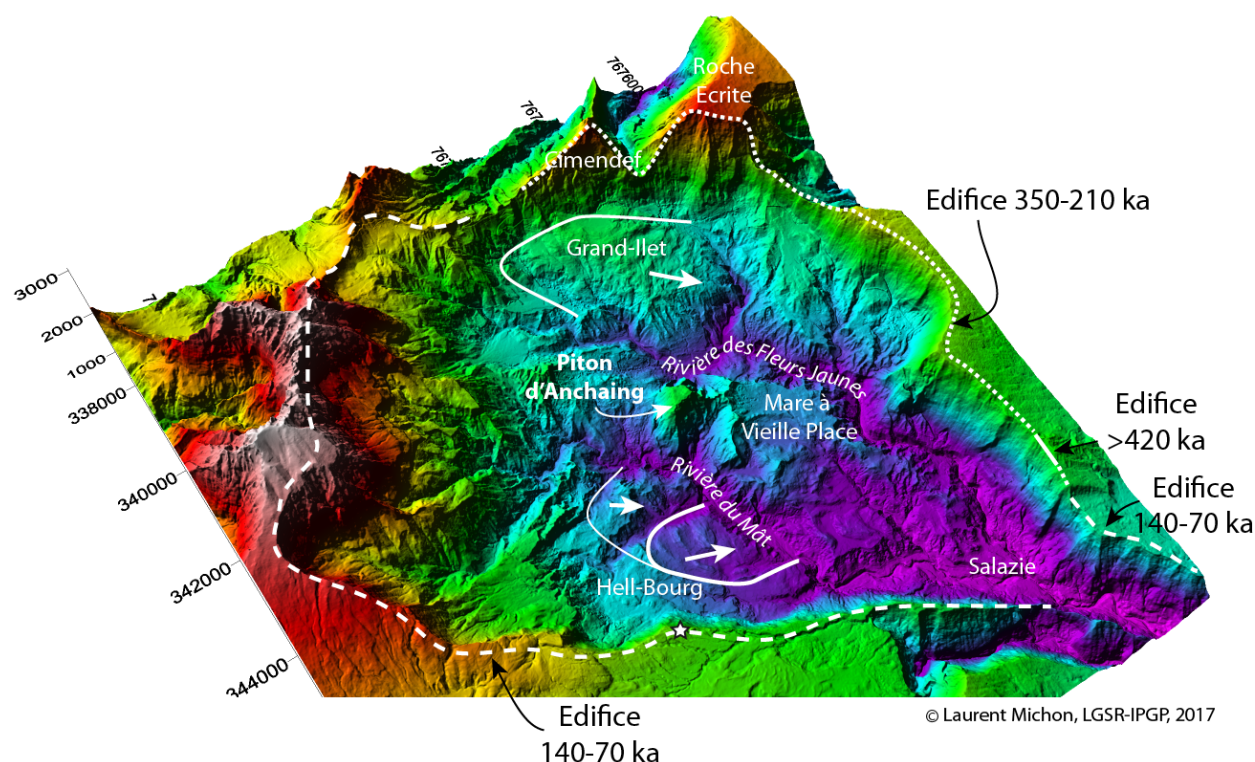 Roche
Ecrite
767600
767
Cimendef
767
Edifice 350-210 ka
Grand-Ilet
3000
7
2000
1000
338000
Rivière des Fleurs Jaunes
Piton
d'Anchaing
Mare à
Vieille Place
Edifice
>420 ka
340000
Rivière du Mât
Edifice
140-70 ka
342000
Salazie
Hell-Bourg
344000
Edifice
140-70 ka
© Laurent Michon, LGSR-IPGP, 2017